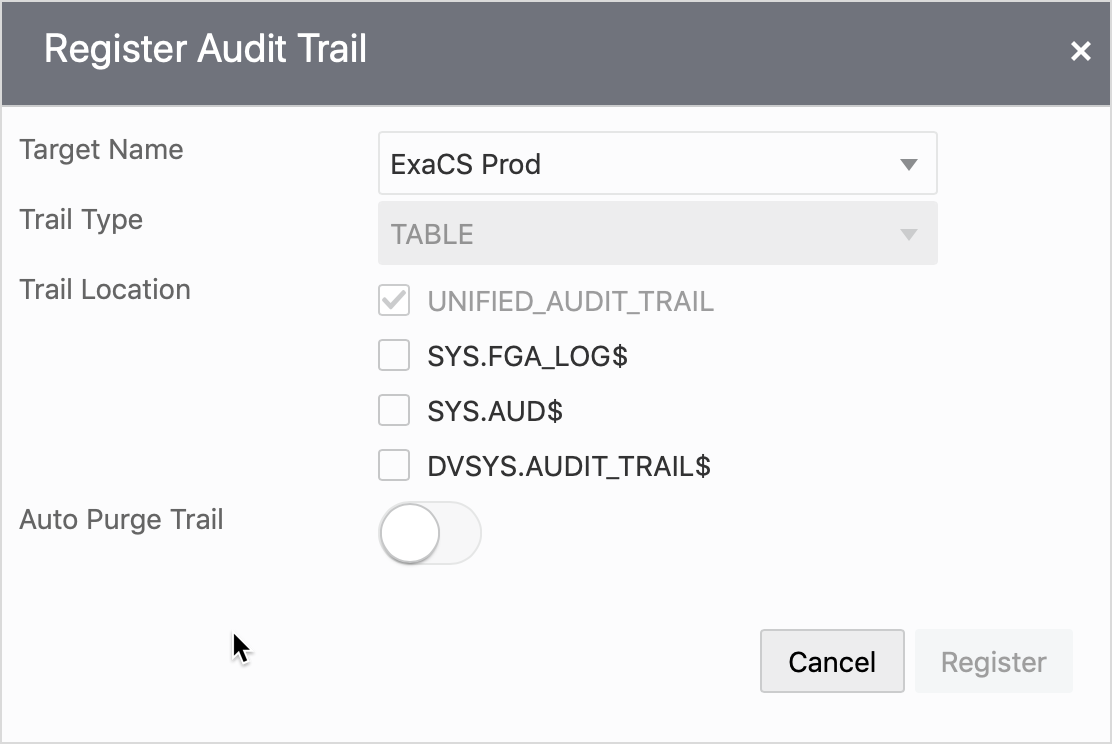 Register Audit Trail
Target Name
ExaCS Prod
Trail Type
TABLE
Trail Location
UNIFIED_AUDIT_TRAIL
SYS.FGA_LOG$
SYS.AUD$
DVSYS.AUDIT_TRAIL$
Auto Purge Trail
Cancel
Register